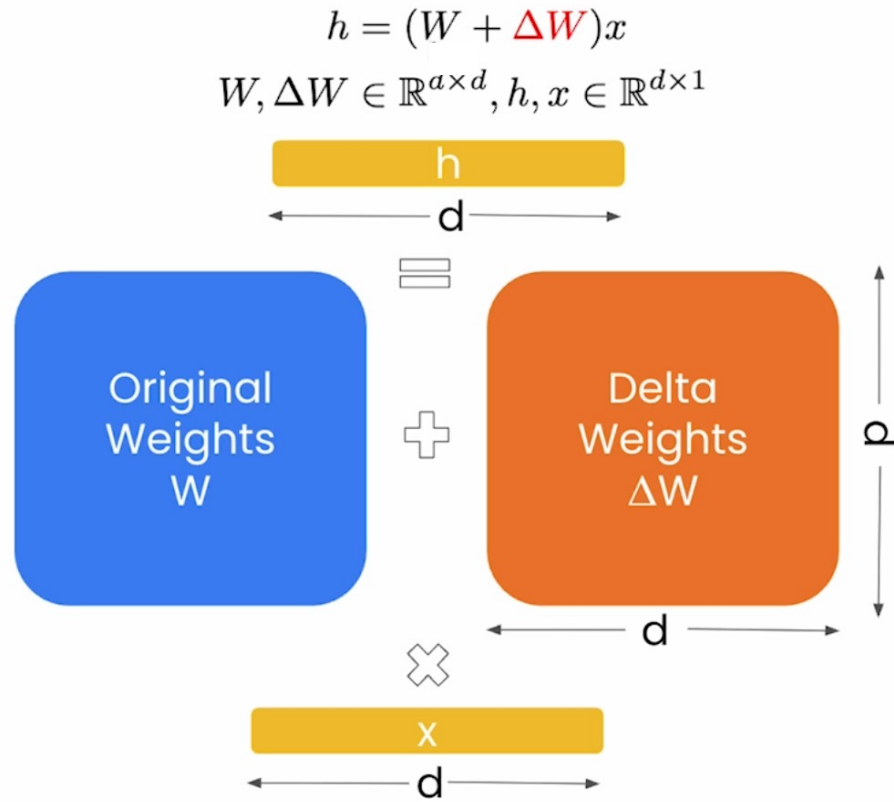 h = (W + ΔW)x
W, ΔW ∈ ℝ^{a×d}, h, x ∈ ℝ^{d×1}
h
d
=
Original
Weights
W
+
Delta
Weights
ΔW
d
d
×
x
d